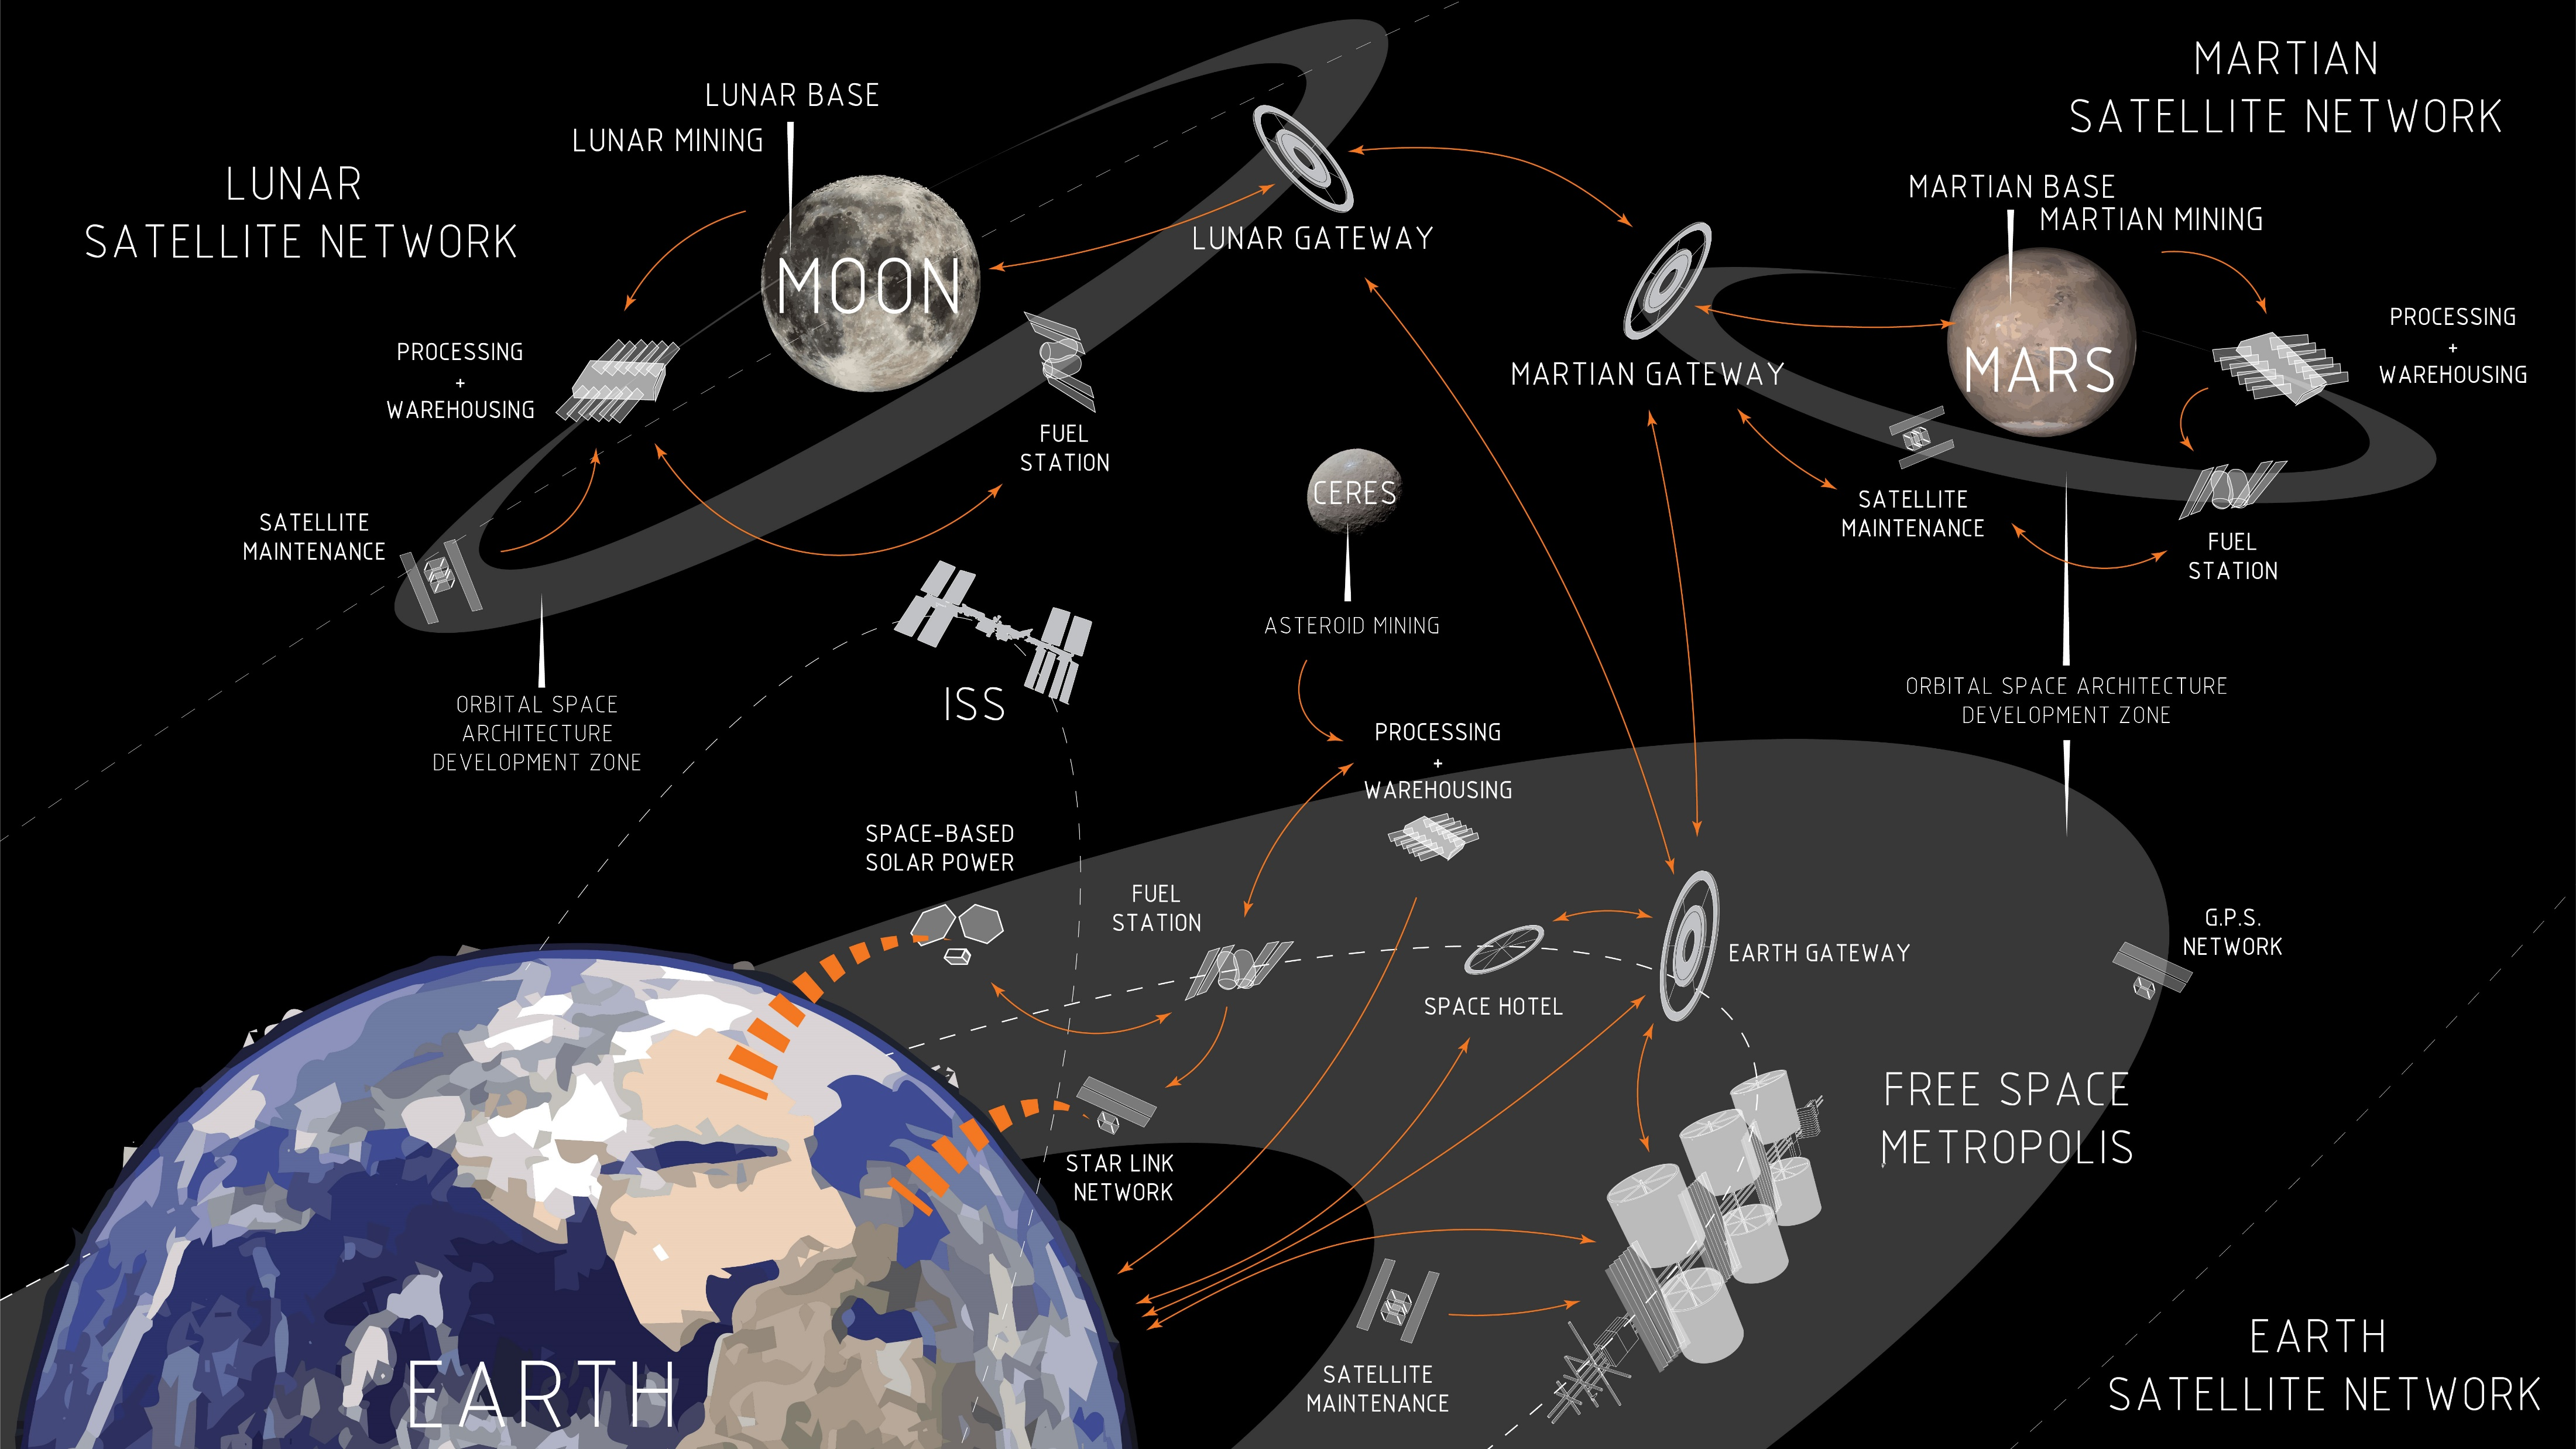 MARTIAN
SATELLITE NETWORK
LUNAR BASE
LUNAR MINING
LUNAR
SATELLITE NETWORK
MARTIAN BASE
MARTIAN MINING
MOON
LUNAR GATEWAY
PROCESSING
+
WAREHOUSING
FUEL
STATION
MARTIAN GATEWAY
MARS
PROCESSING
+
WAREHOUSING
CERES
SATELLITE
MAINTENANCE
SATELLITE
MAINTENANCE
FUEL
STATION
ASTEROID MINING
ISS
ORBITAL SPACE
ARCHITECTURE
DEVELOPMENT ZONE
ORBITAL SPACE ARCHITECTURE
DEVELOPMENT ZONE
PROCESSING
+
WAREHOUSING
SPACE-BASED
SOLAR POWER
FUEL
STATION
EARTH GATEWAY
G.P.S.
NETWORK
SPACE HOTEL
FREE SPACE
METROPOLIS
STAR LINK
NETWORK
SATELLITE
MAINTENANCE
EARTH
EARTH
SATELLITE NETWORK